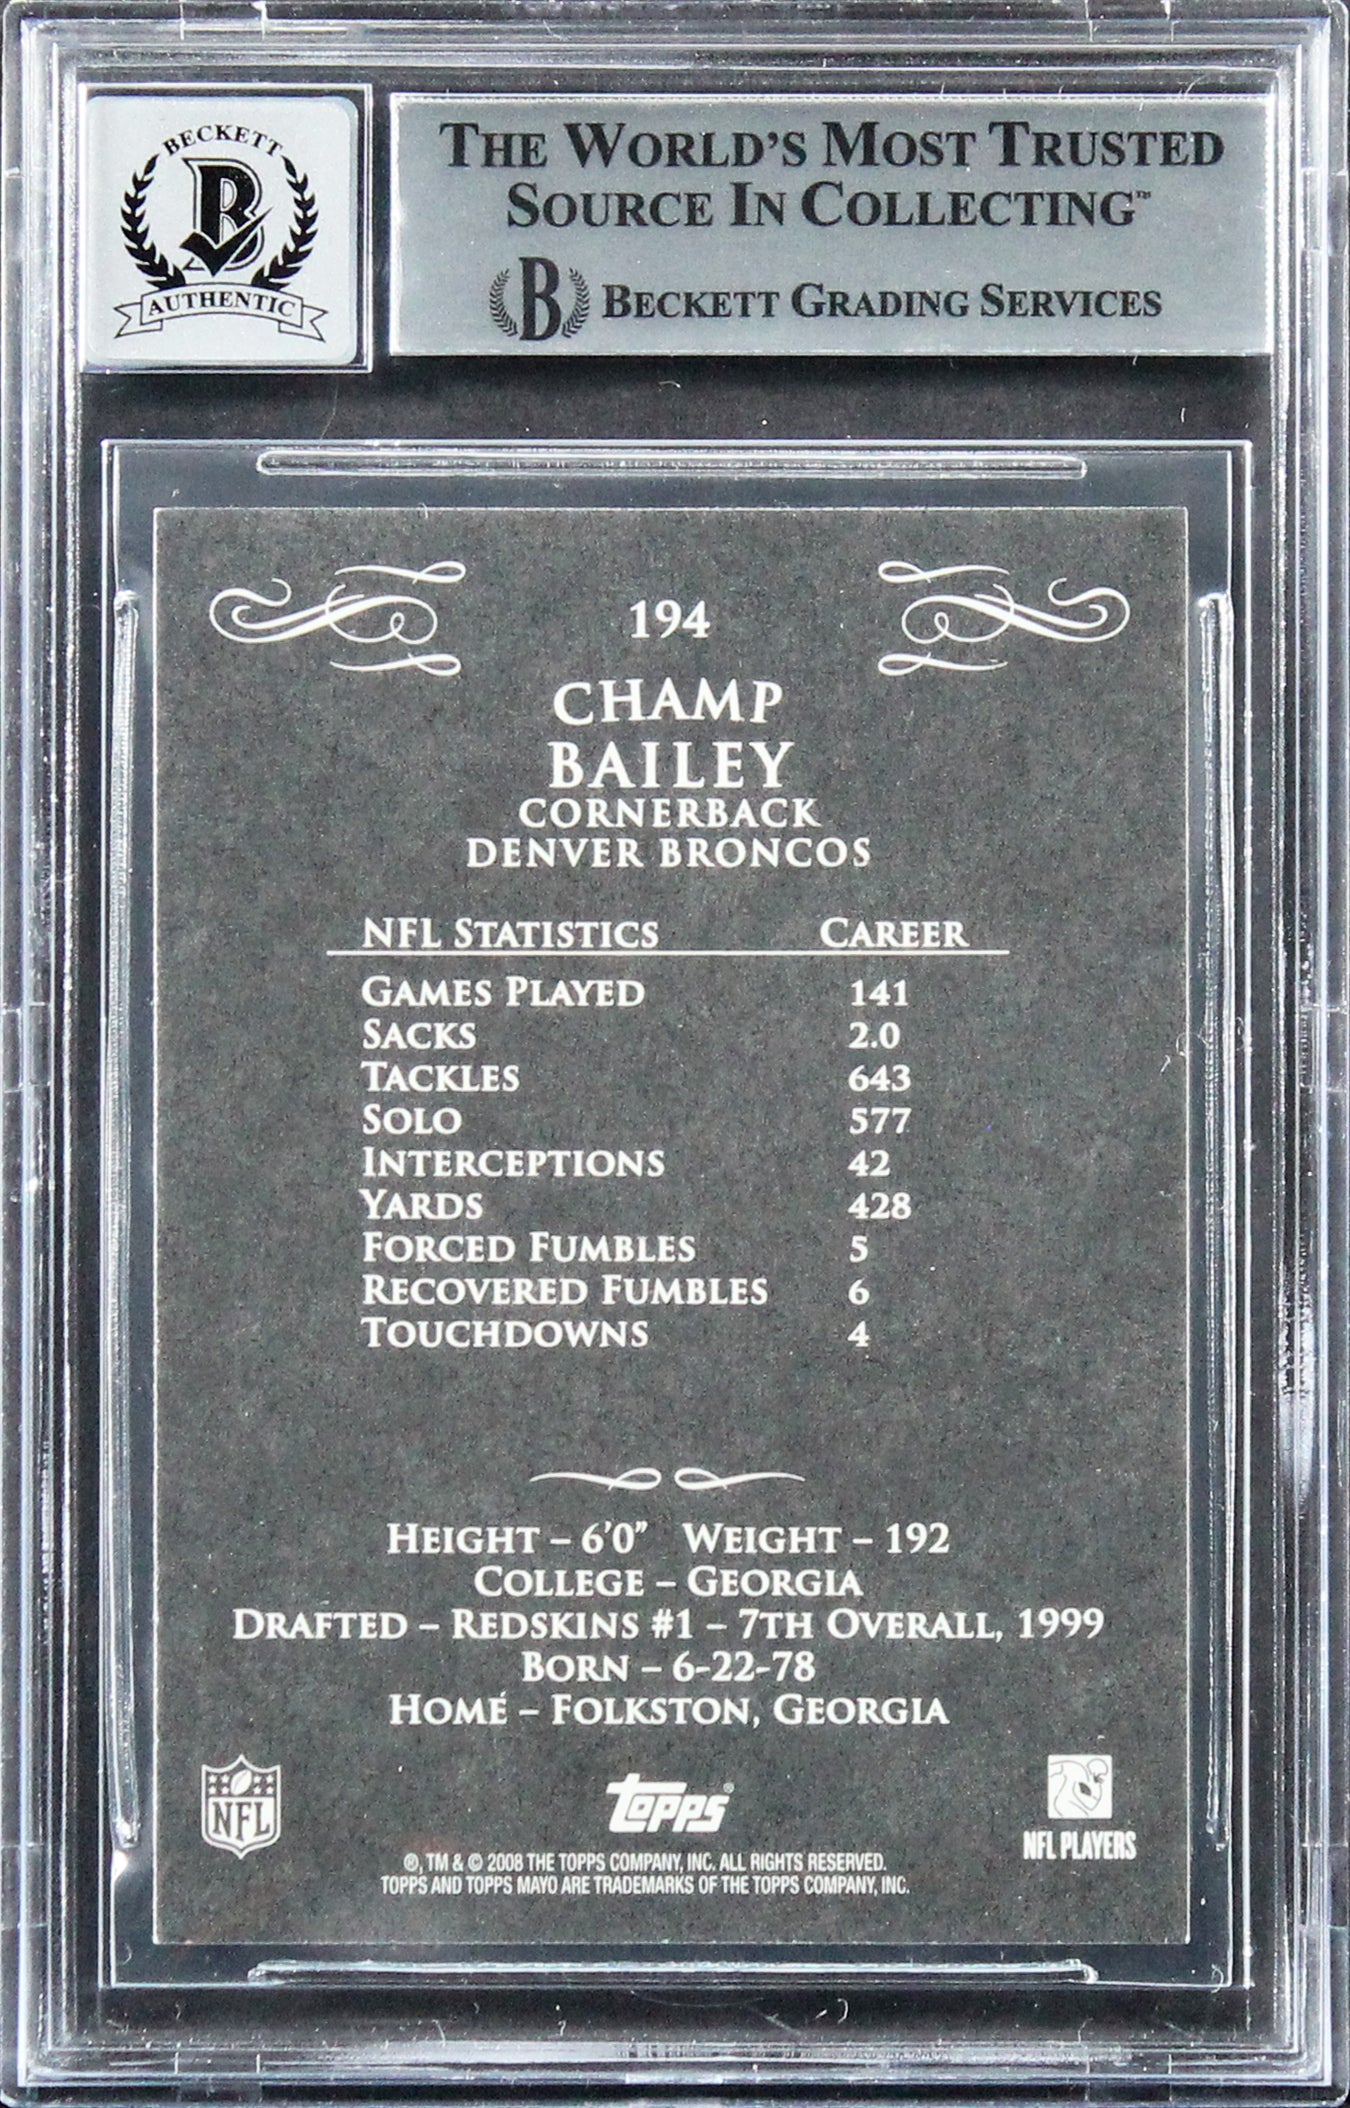 BECKETT
B
AUTHENTIC
THE WORLD'S MOST TRUSTED
SOURCE IN COLLECTING™
B BECKETT GRADING SERVICES
194
CHAMP
BAILEY
CORNERBACK
DENVER BRONCOS
NFL STATISTICS CAREER
GAMES PLAYED 141
SACKS 2.0
TACKLES 643
SOLO 577
INTERCEPTIONS 42
YARDS 428
FORCED FUMBLES 5
RECOVERED FUMBLES 6
TOUCHDOWNS 4
HEIGHT – 6'0" WEIGHT – 192
COLLEGE – GEORGIA
DRAFTED – REDSKINS #1 – 7TH OVERALL, 1999
BORN – 6-22-78
HOME – FOLKSTON, GEORGIA
NFL
topps®
NFL PLAYERS
®, TM & © 2008 THE TOPPS COMPANY, INC. ALL RIGHTS RESERVED.
TOPPS AND TOPPS MAYO ARE TRADEMARKS OF THE TOPPS COMPANY, INC.